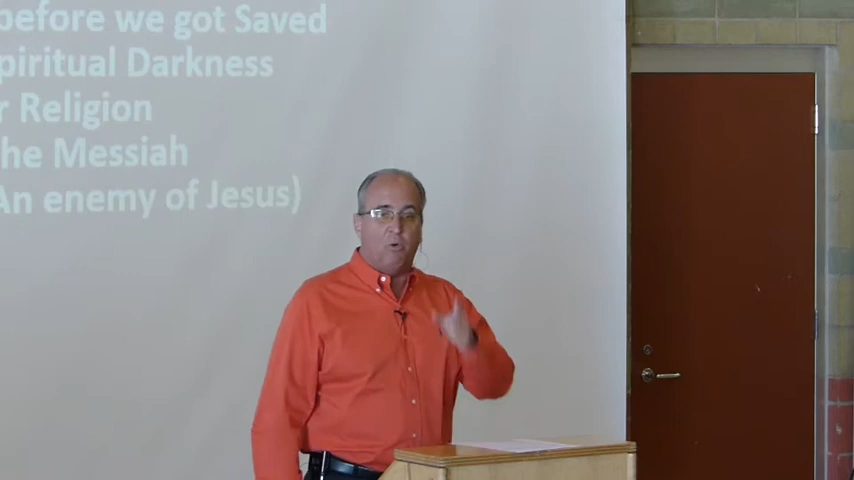 before we got Saved
piritual Darkness
r Religion
he Messiah
An enemy of Jesus)